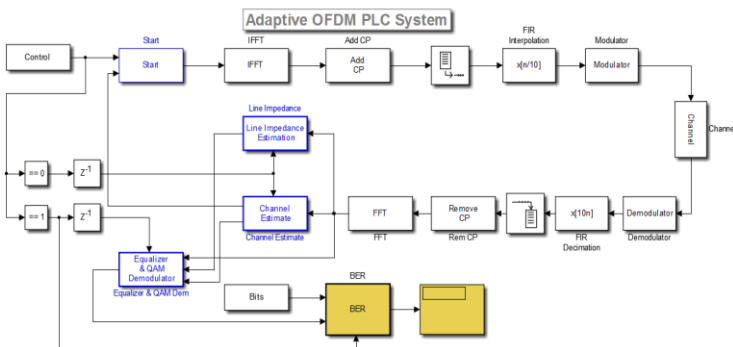 Adaptive OFDM PLC System
Start
IFFT
Add CP
FIR
Interpolation
Modulator
Control
Start
IFFT
Add
CP
x[n/10]
Modulator
Channel
Channel
Line Impedance
Line Impedance
Estimation
== 0
Z-1
Channel
Estimate
Channel Estimate
FFT
FFT
Remove
CP
Rem CP
x[10n]
FIR
Decimation
Demodulator
Demodulator
== 1
Z-1
Equalizer
& QAM
Demodulator
Equalizer & QAM Dem
BER
Bits
BER